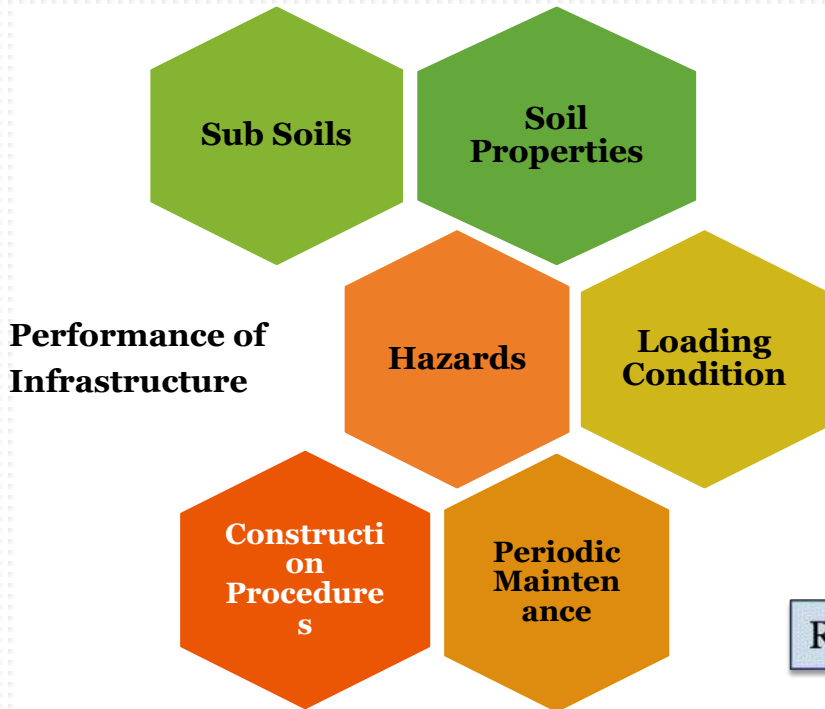 Sub Soils
Soil
Properties
Performance of
Infrastructure
Hazards
Loading
Condition
Constructi
on
Procedure
s
Periodic
Mainten
ance
R